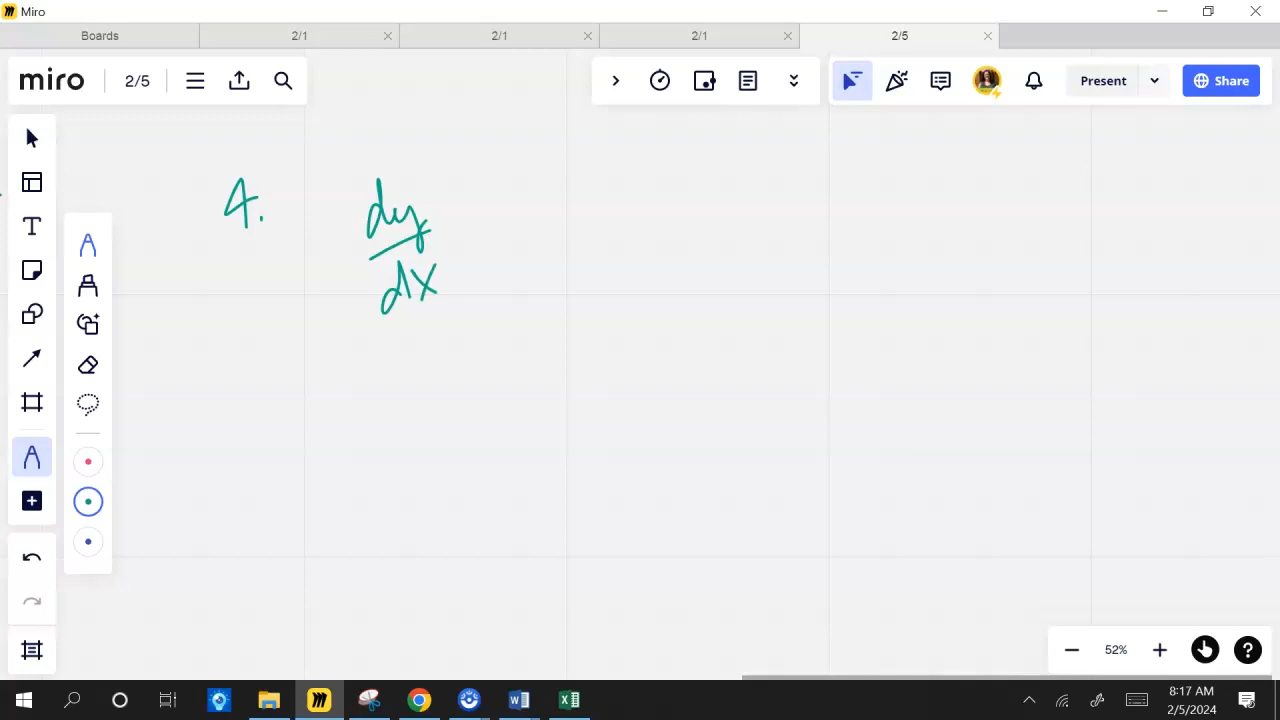 Miro
Boards
2/1
2/1
2/1
2/5
miro
2/5
Present
Share
4.
dy
dx
52%
8:17 AM
2/5/2024